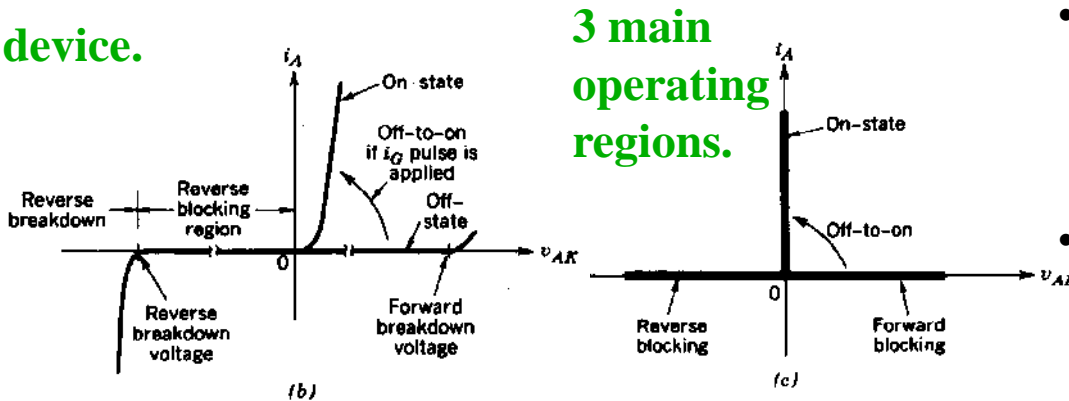 device.
3 main
operating
regions.
i_A
On-state
Off-to-on
if i_G pulse is
applied
Reverse
breakdown
Reverse
blocking
region
Off-
state
0
v_AK
Reverse
breakdown
voltage
Forward
breakdown
voltage
(b)
i_A
On-state
Off-to-on
0
Reverse
blocking
Forward
blocking
(c)